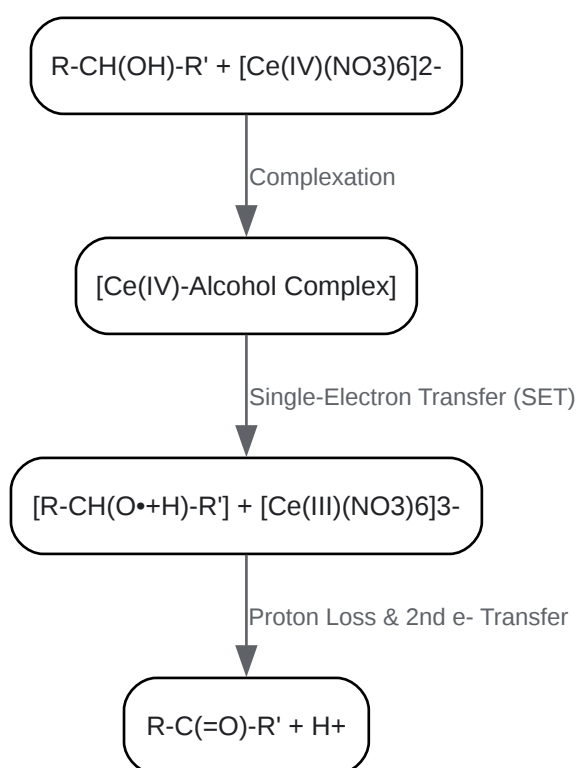 R-CH(OH)-R' + [Ce(IV)(NO3)6]2-
Complexation
[Ce(IV)-Alcohol Complex]
Single-Electron Transfer (SET)
[R-CH(O•+H)-R'] + [Ce(III)(NO3)6]3-
Proton Loss & 2nd e- Transfer
R-C(=O)-R' + H+